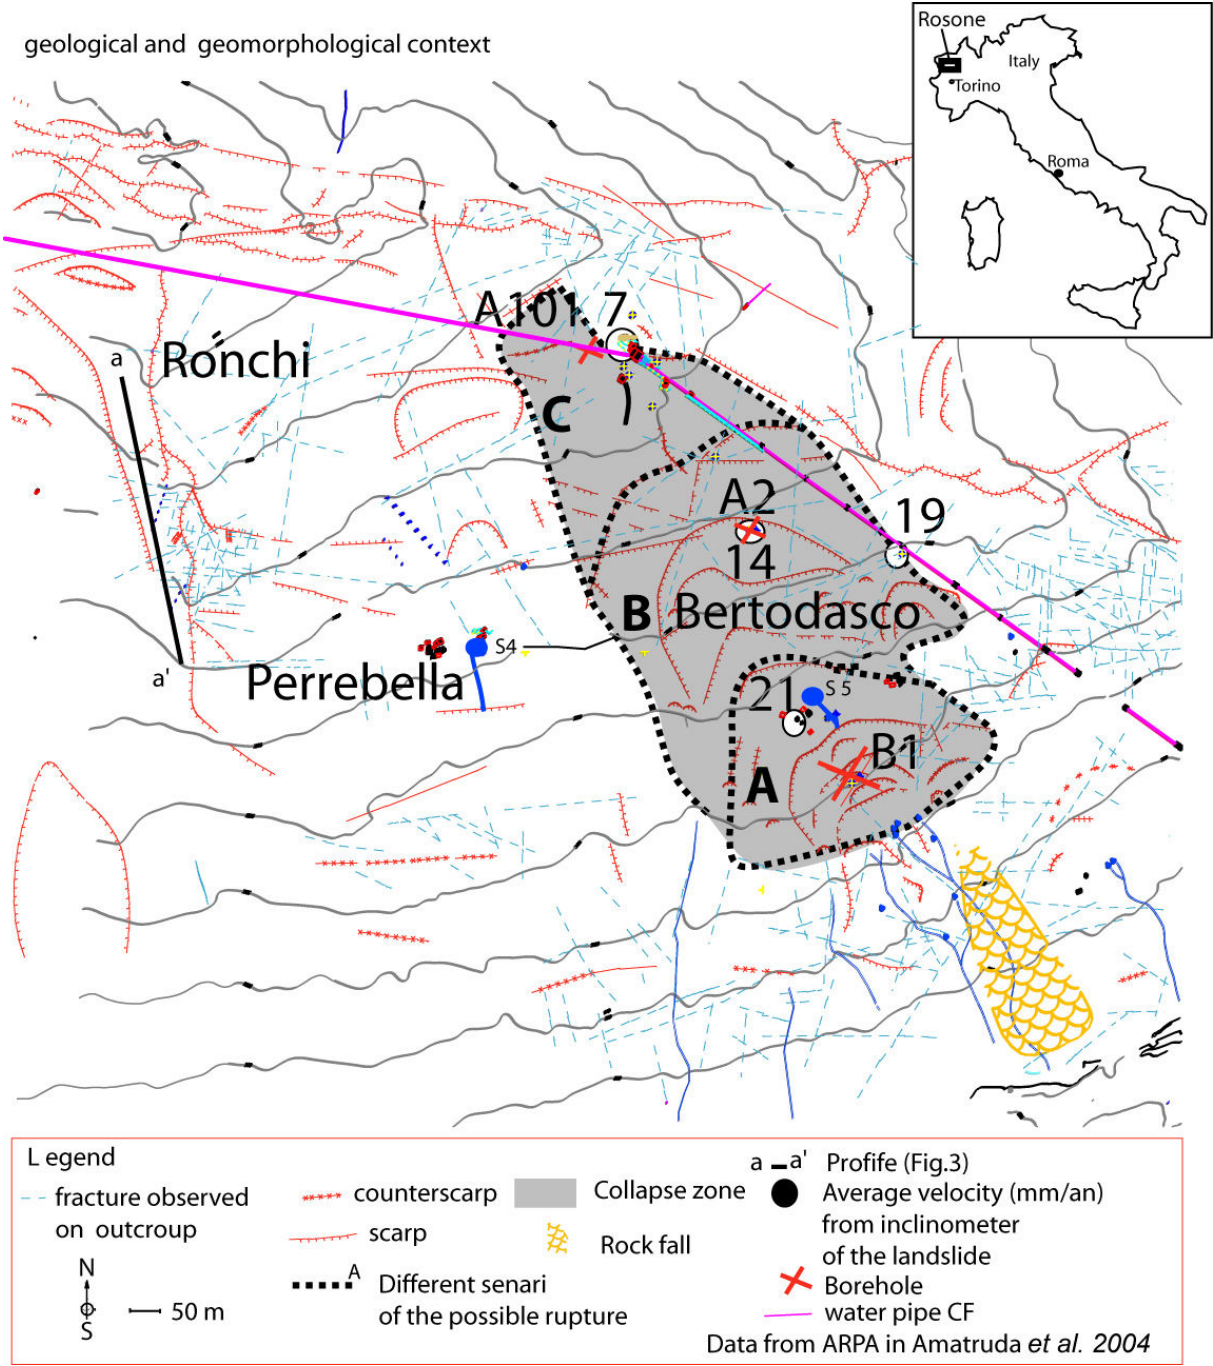 geological and geomorphological context
Rosone
Italy
Torino
Roma
A101 7
a
Ronchi
C
A2
19
14
B Bertodasco
S4
a'
Perrebella
21
S 5
B1
A
L egend
fracture observed
on outcroup
N
S
50 m
counterscarp
scarp
A
Different senari
of the possible rupture
Collapse zone
Rock fall
a a' Profife (Fig.3)
Average velocity (mm/an)
from inclinometer
of the landslide
Borehole
water pipe CF
Data from ARPA in Amatruda et al. 2004